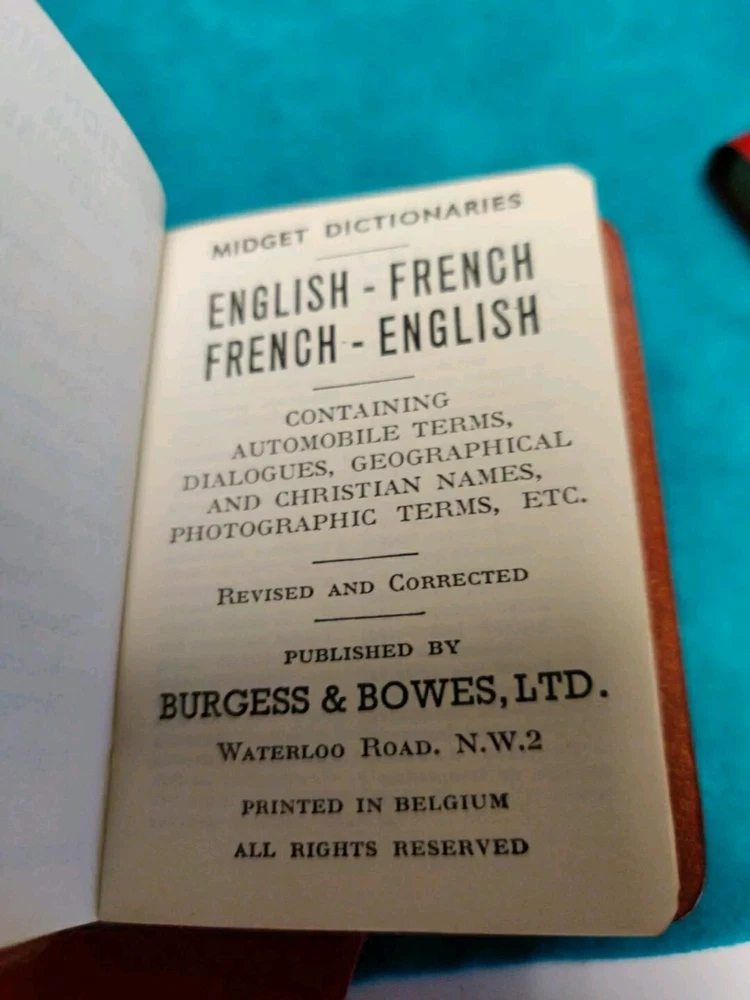 MIDGET DICTIONARIES
ENGLISH - FRENCH
FRENCH - ENGLISH
CONTAINING
AUTOMOBILE TERMS,
DIALOGUES, GEOGRAPHICAL
AND CHRISTIAN NAMES,
PHOTOGRAPHIC TERMS, ETC.
REVISED AND CORRECTED
PUBLISHED BY
BURGESS & BOWES, LTD.
WATERLOO ROAD. N.W.2
PRINTED IN BELGIUM
ALL RIGHTS RESERVED